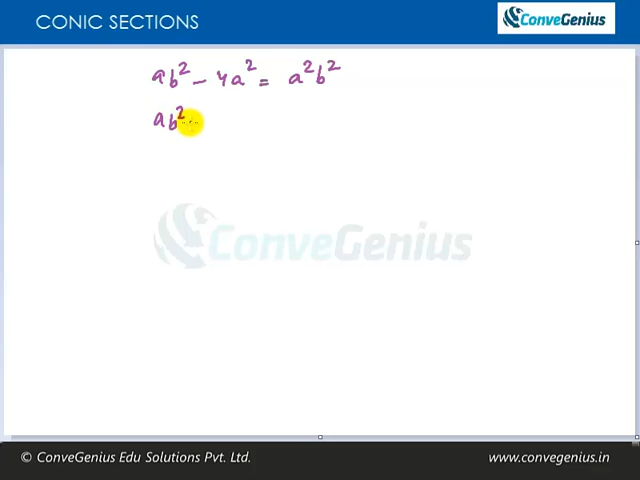 CONIC SECTIONS
ConveGenius
ab² - 4a² = a²b²
ab²
ConveGenius
© ConveGenius Edu Solutions Pvt. Ltd.
www.convegenius.in